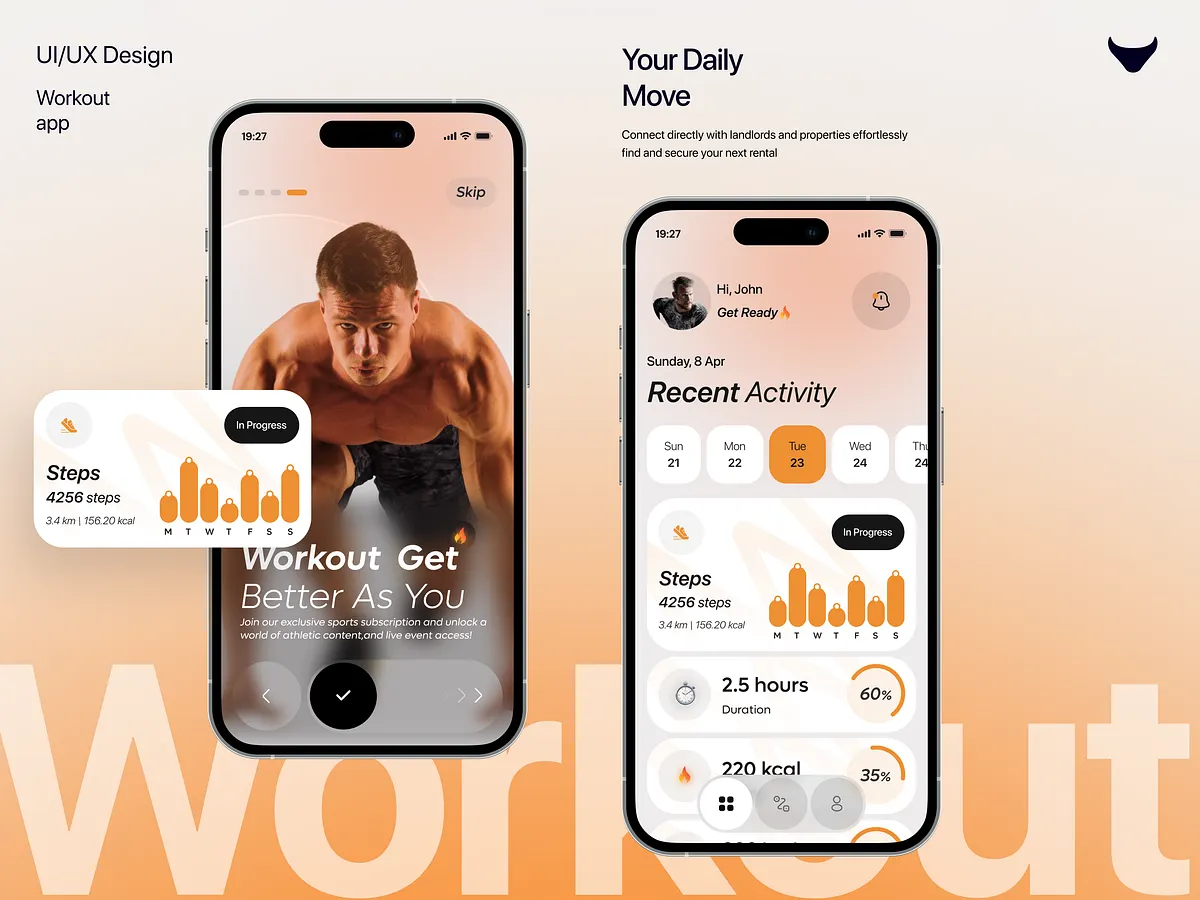 UI/UX Design
Workout
app
Your Daily
Move
Connect directly with landlords and properties effortlessly
find and secure your next rental
19:27
Skip
In Progress
Steps
4256 steps
3.4 km | 156.20 kcal
M T W T F S S
Workout Get
Better As You
Join our exclusive sports subscription and unlock a
world of athletic content,and live event access!
19:27
Hi, John
Get Ready🔥
Sunday, 8 Apr
Recent Activity
Sun Mon Tue Wed Thu
21 22 23 24 24
In Progress
Steps
4256 steps
3.4 km | 156.20 kcal
M T W T F S S
2.5 hours
Duration
60%
220 kcal
35%
Workout